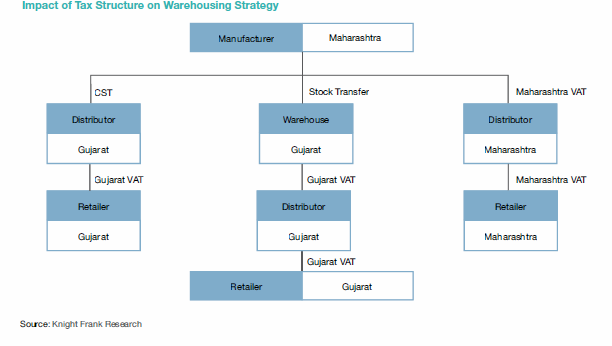 Impact of Tax Structure on Warehousing Strategy
Manufacturer Maharashtra
CST Stock Transfer Maharashtra VAT
Distributor Warehouse Distributor
Gujarat Gujarat Maharashtra
Gujarat VAT Gujarat VAT Maharashtra VAT
Retailer Distributor Retailer
Gujarat Gujarat Maharashtra
Gujarat VAT
Retailer Gujarat
Source: Knight Frank Research